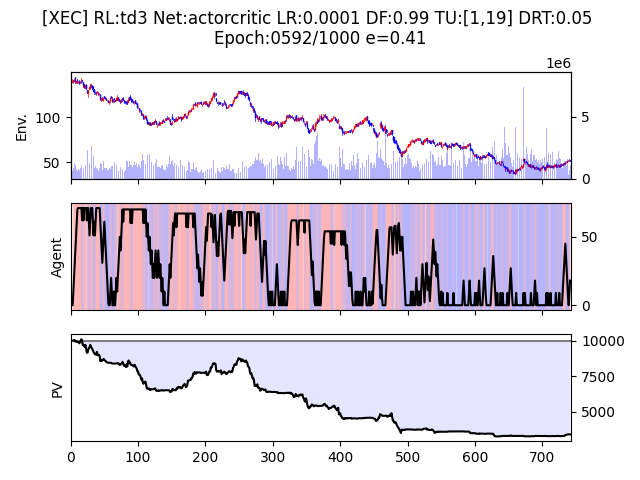 [XEC] RL:td3 Net:actorcritic LR:0.0001 DF:0.99 TU:[1,19] DRT:0.05
Epoch:0592/1000 e=0.41
1e6
Env.
100
50
5
0
Agent
50
0
PV
10000
7500
5000
0 100 200 300 400 500 600 700